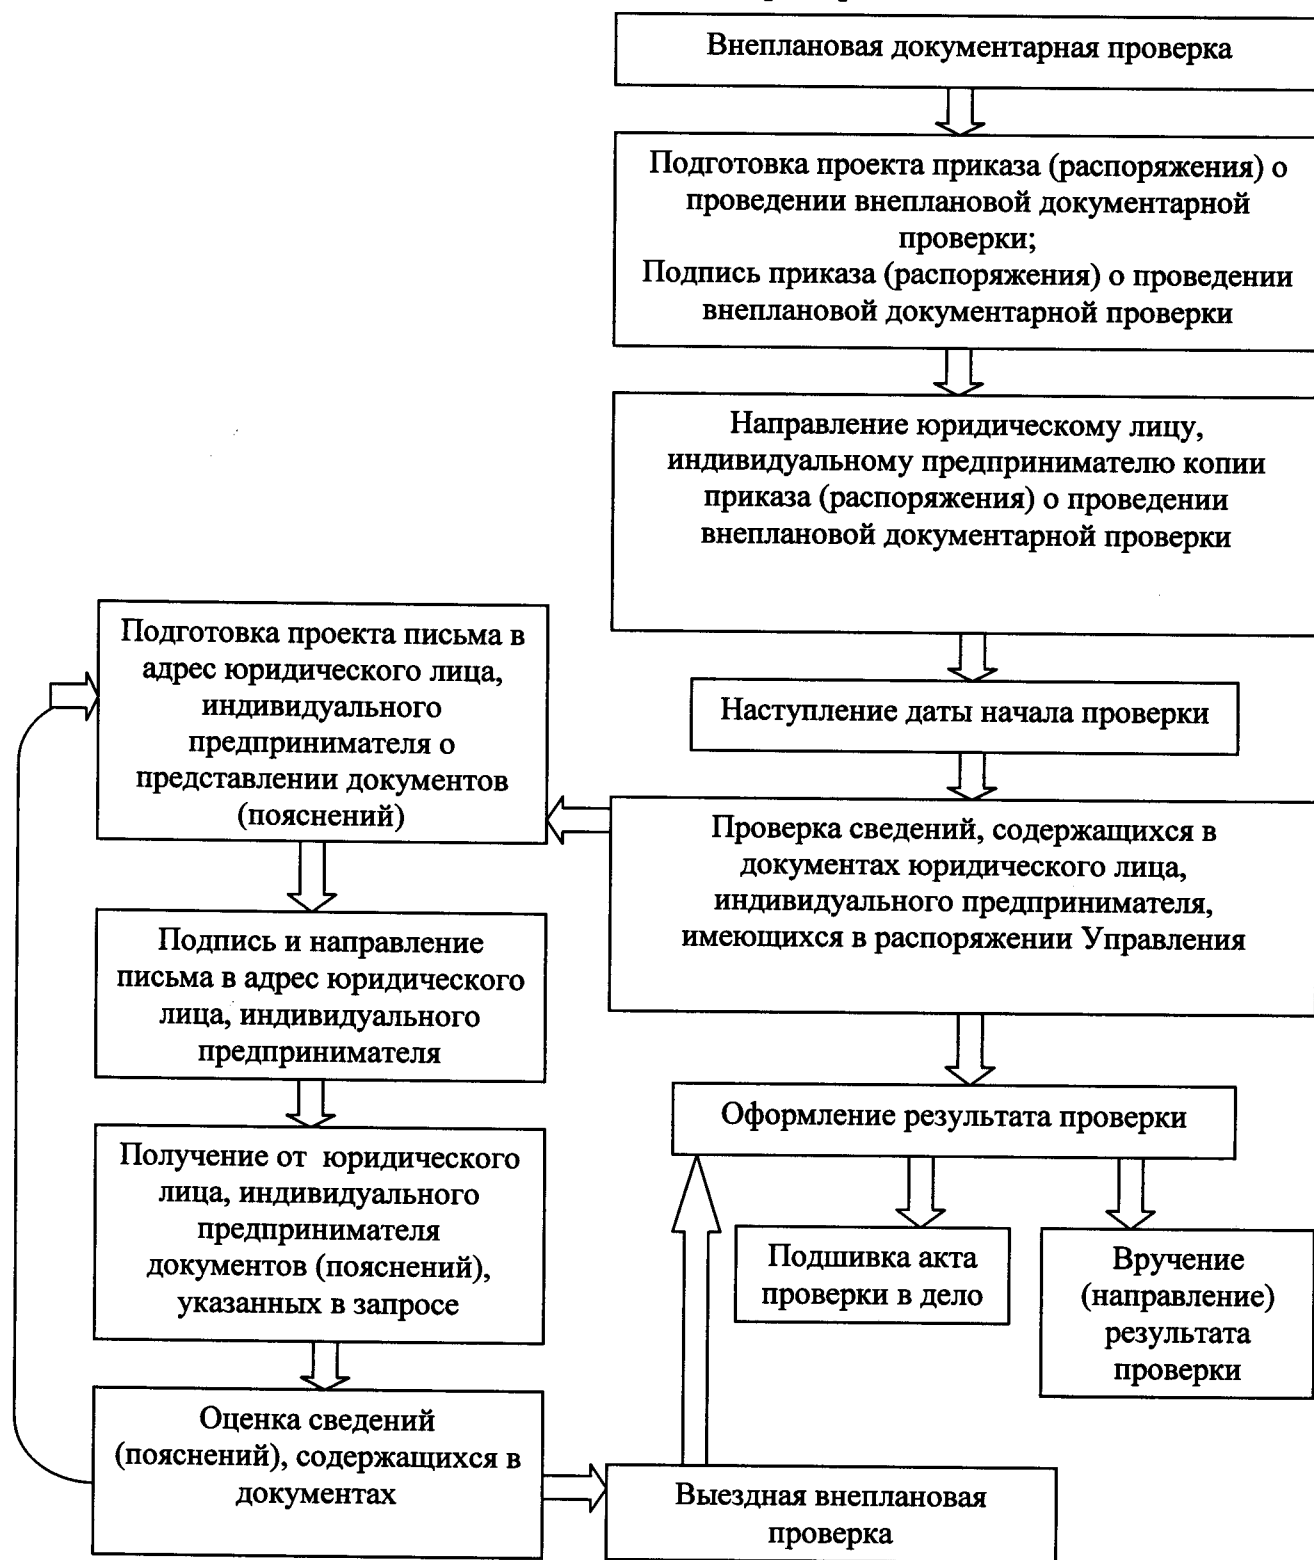 Внеплановая документарная проверка
Подготовка проекта приказа (распоряжения) о
проведении внеплановой документарной
проверки;
Подпись приказа (распоряжения) о проведении
внеплановой документарной проверки
Направление юридическому лицу,
индивидуальному предпринимателю копии
приказа (распоряжения) о проведении
внеплановой документарной проверки
Наступление даты начала проверки
Проверка сведений, содержащихся в
документах юридического лица,
индивидуального предпринимателя,
имеющихся в распоряжении Управления
Подготовка проекта письма в
адрес юридического лица,
индивидуального
предпринимателя о
представлении документов
(пояснений)
Подпись и направление
письма в адрес юридического
лица, индивидуального
предпринимателя
Получение от юридического
лица, индивидуального
предпринимателя
документов (пояснений),
указанных в запросе
Оценка сведений
(пояснений), содержащихся в
документах
Выездная внеплановая
проверка
Оформление результата проверки
Подшивка акта
проверки в дело
Вручение
(направление)
результата
проверки